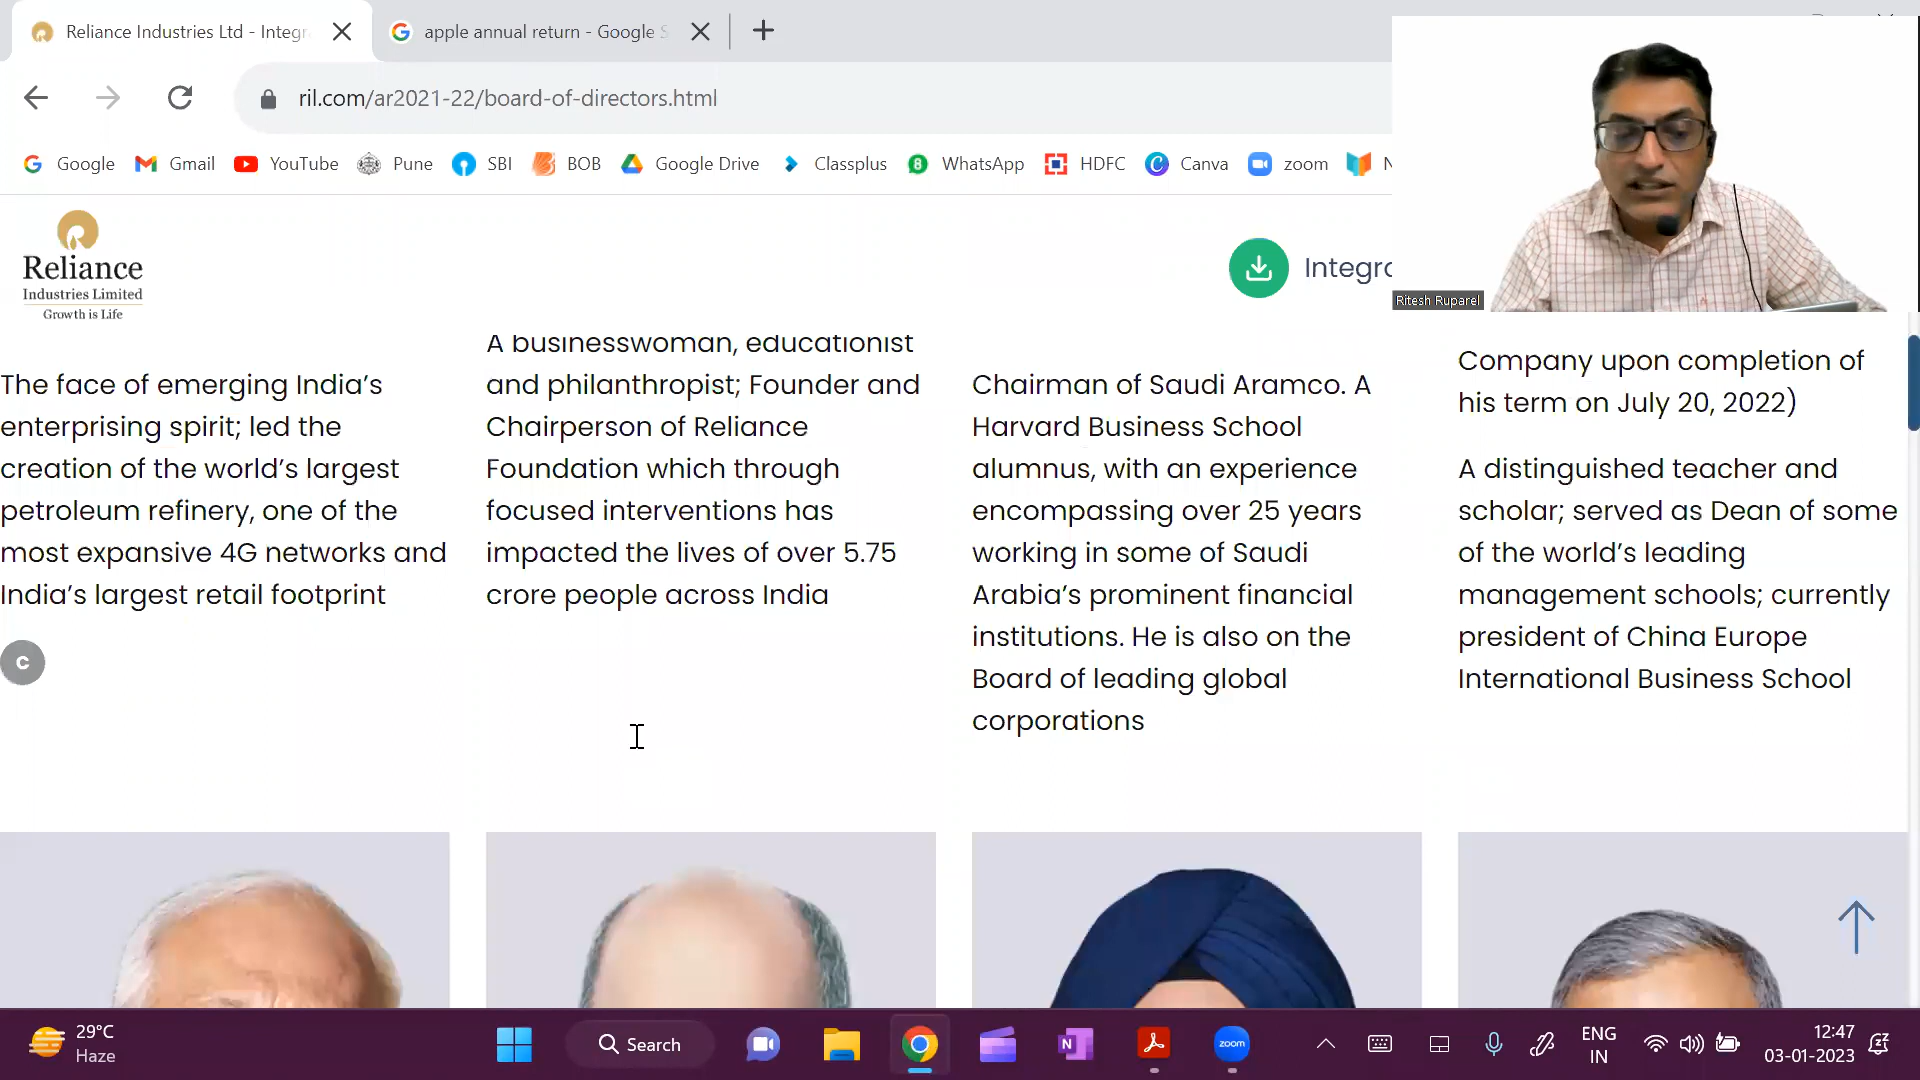 Reliance Industries Ltd - Integr
apple annual return - Google S
ril.com/ar2021-22/board-of-directors.html
Google
Gmail
YouTube
Pune
SBI
BOB
Google Drive
Classplus
8
WhatsApp
HDFC
Canva
zoom
N
Reliance
Industries Limited
Growth is Life
Integra
Ritesh Ruparel
The face of emerging India’s
enterprising spirit; led the
creation of the world’s largest
petroleum refinery, one of the
most expansive 4G networks and
India’s largest retail footprint
C
A businesswoman, educationist
and philanthropist; Founder and
Chairperson of Reliance
Foundation which through
focused interventions has
impacted the lives of over 5.75
crore people across India
Chairman of Saudi Aramco. A
Harvard Business School
alumnus, with an experience
encompassing over 25 years
working in some of Saudi
Arabia’s prominent financial
institutions. He is also on the
Board of leading global
corporations
Company upon completion of
his term on July 20, 2022)
A distinguished teacher and
scholar; served as Dean of some
of the world’s leading
management schools; currently
president of China Europe
International Business School
29°C
Haze
Search
N
zoom
ENG
IN
12:47
03-01-2023